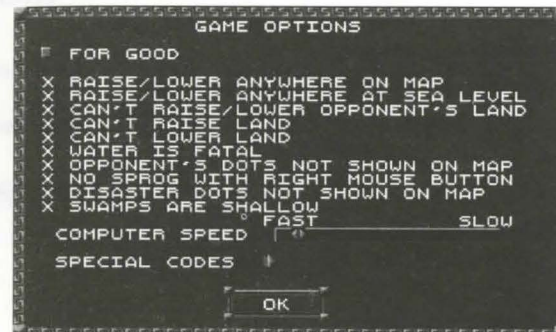 GAME OPTIONS
FOR GOOD
X RAISE/LOWER ANYWHERE ON MAP
X RAISE/LOWER ANYWHERE AT SEA LEVEL
X CAN'T RAISE/LOWER OPPONENT'S LAND
X CAN'T RAISE LAND
X CAN'T LOWER LAND
X WATER IS FATAL
X OPPONENT'S DOTS NOT SHOWN ON MAP
X NO SPROG WITH RIGHT MOUSE BUTTON
X DISASTER DOTS NOT SHOWN ON MAP
X SWAMPS ARE SHALLOW
FAST SLOW
COMPUTER SPEED
SPECIAL CODES
OK